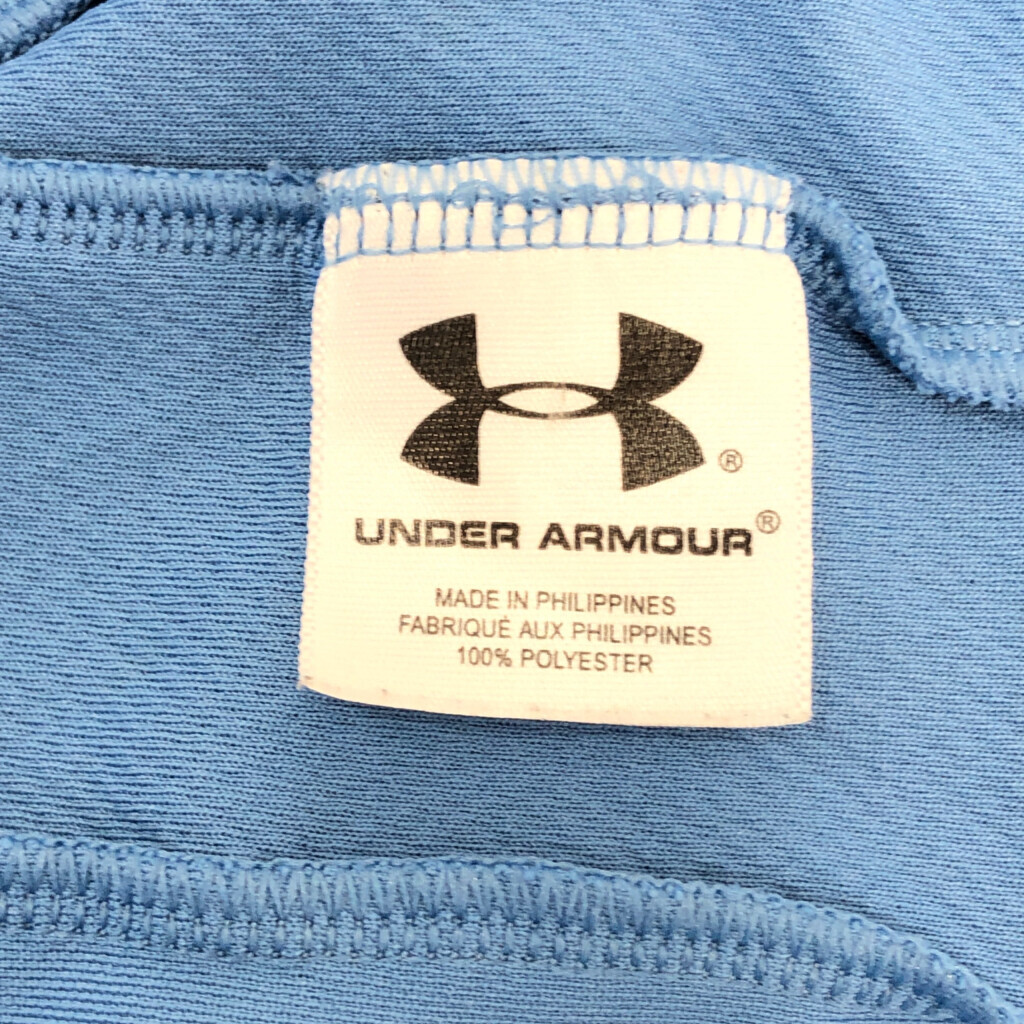 ®
UNDER ARMOUR®
MADE IN PHILIPPINES
FABRIQUÉ AUX PHILIPPINES
100% POLYESTER